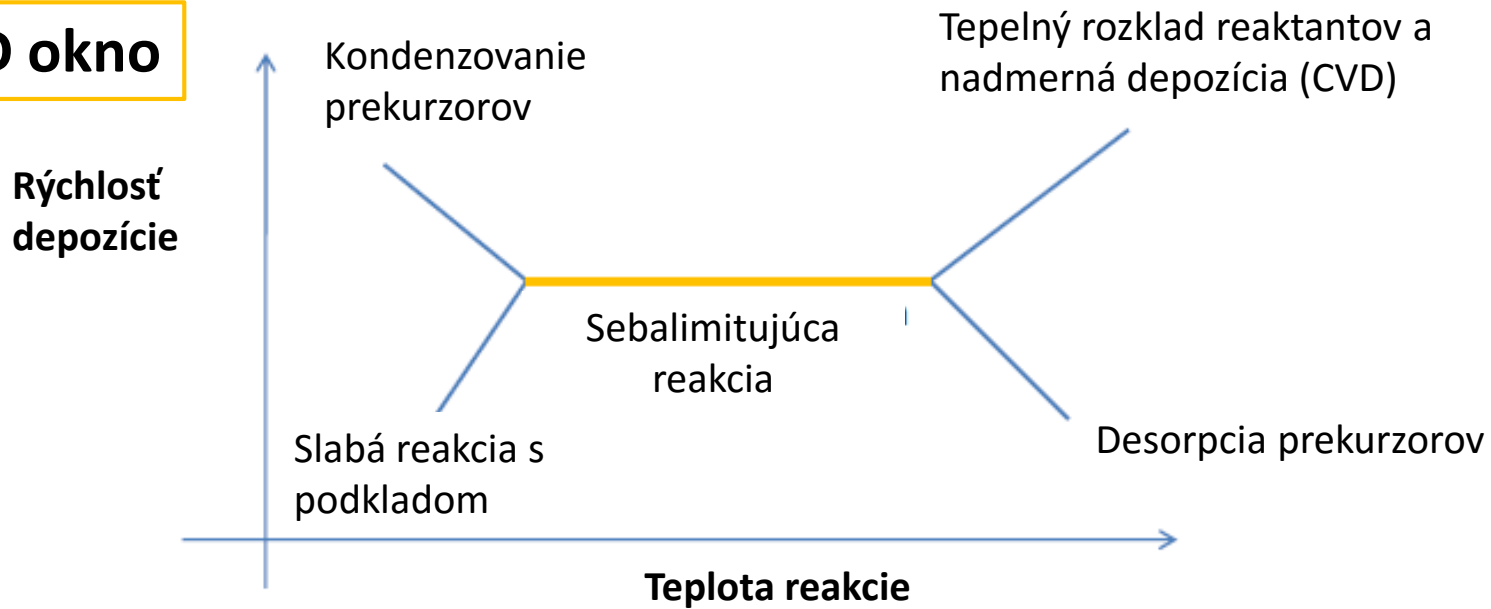 okno
Kondenzovanie
prekurzorov
Tepelný rozklad reaktantov a
nadmerná depozícia (CVD)
Rýchlosť
depozície
Sebalimitujúca
reakcia
Slabá reakcia s
podkladom
Desorpcia prekurzorov
Teplota reakcie